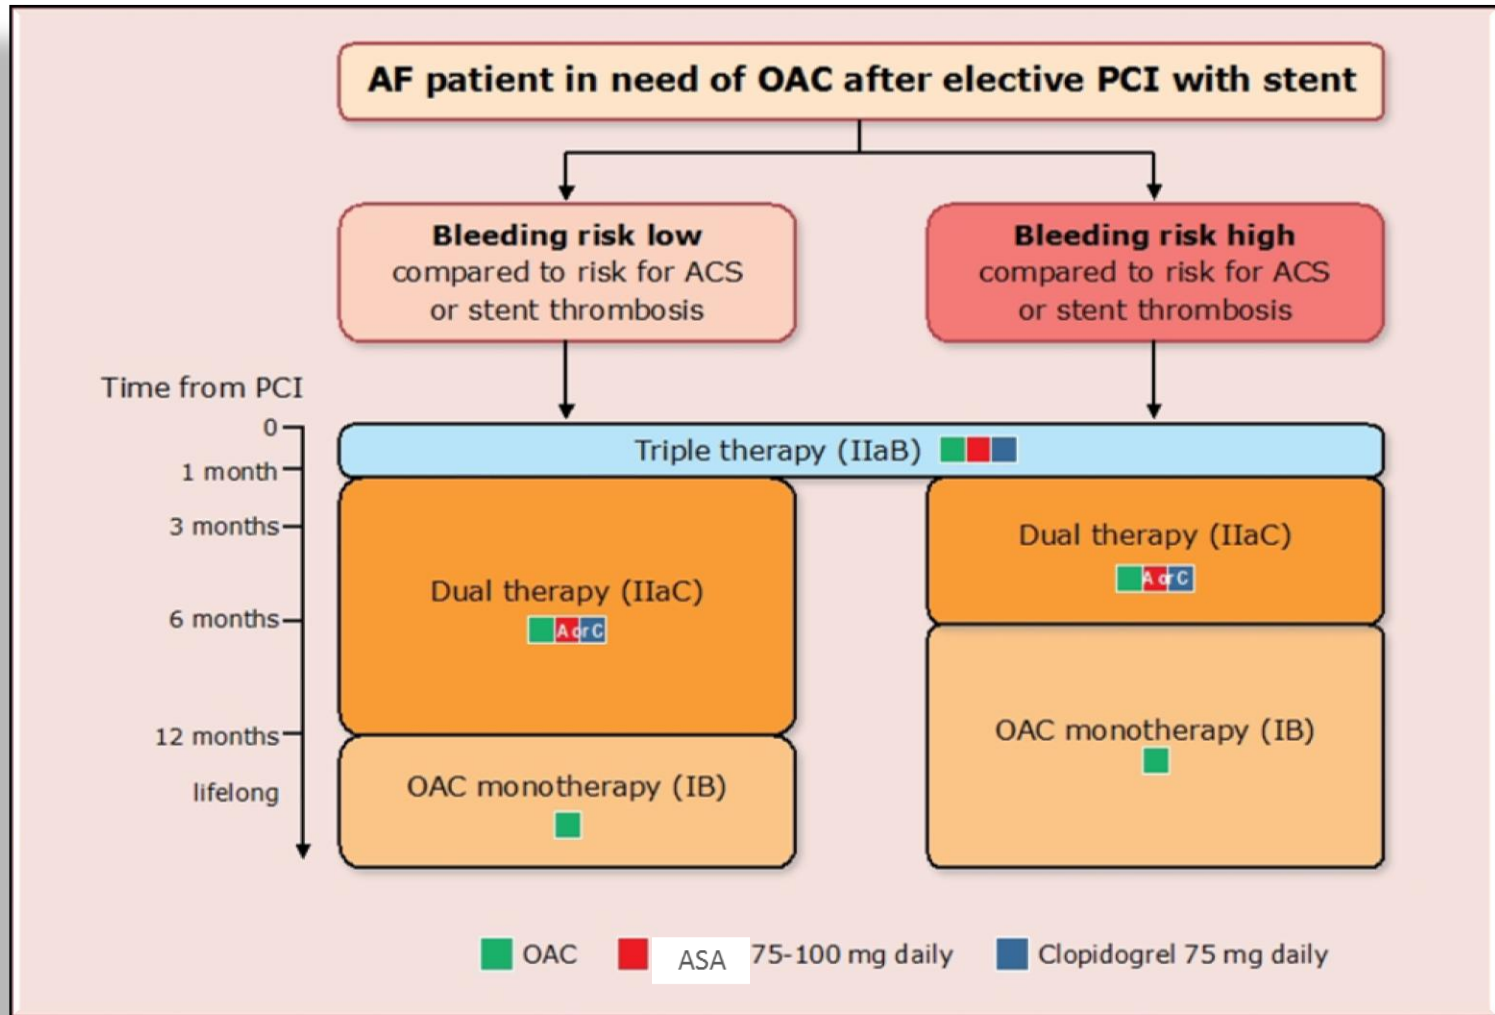 AF patient in need of OAC after elective PCI with stent
Bleeding risk low
compared to risk for ACS
or stent thrombosis
Bleeding risk high
compared to risk for ACS
or stent thrombosis
Time from PCI
0
1 month
3 months
6 months
12 months
lifelong
Triple therapy (IIaB)
Dual therapy (IIaC)
A or C
OAC monotherapy (IB)
Dual therapy (IIaC)
A or C
OAC monotherapy (IB)
OAC ASA 75-100 mg daily Clopidogrel 75 mg daily